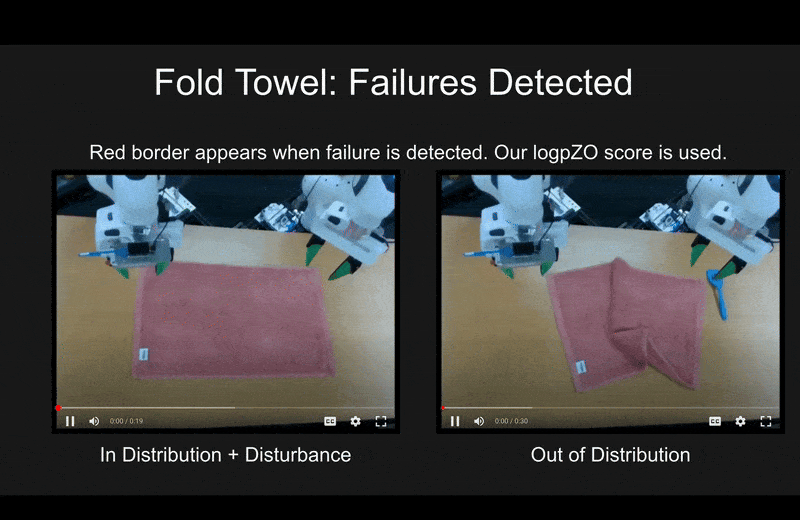 Fold Towel: Failures Detected
Red border appears when failure is detected. Our logpZO score is used.
0:00 / 0:19
CC
0:00 / 0:30
CC
In Distribution + Disturbance
Out of Distribution